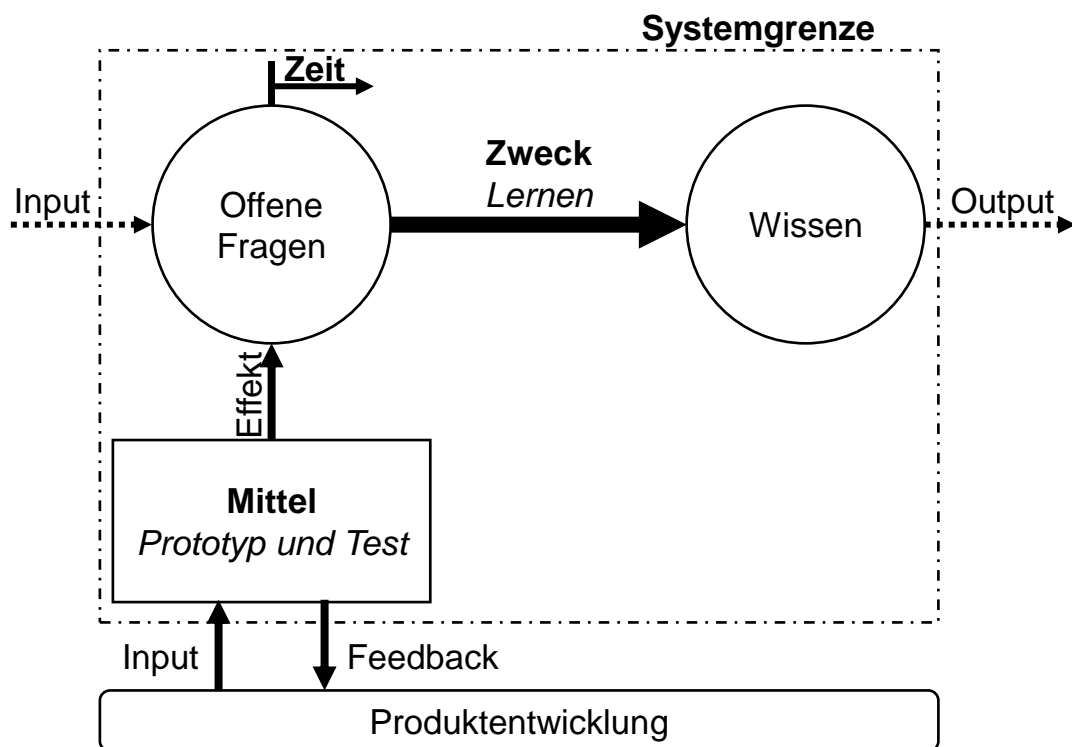 Systemgrenze
Zeit
Zweck
Lernen
Input
Offene
Fragen
Wissen
Output
Effekt
Mittel
Prototyp und Test
Input
Feedback
Produktentwicklung